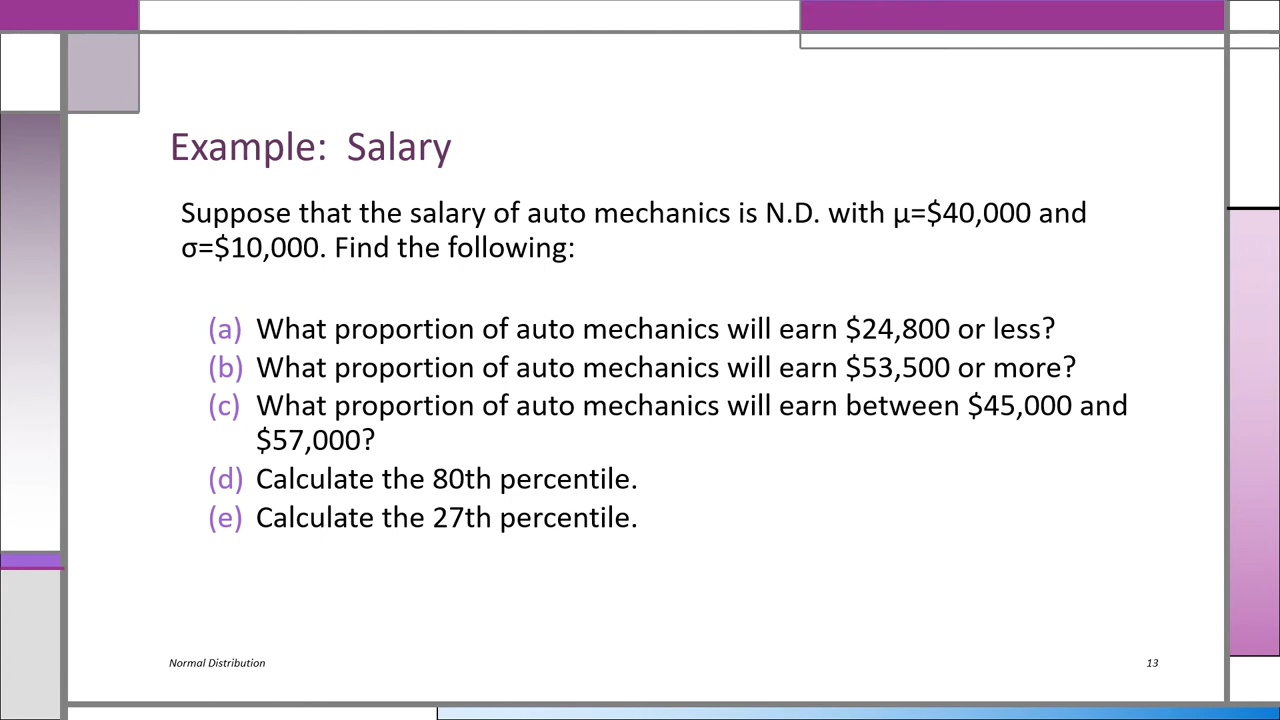 Example: Salary
Suppose that the salary of auto mechanics is N.D. with μ=$40,000 and
σ=$10,000. Find the following:
(a) What proportion of auto mechanics will earn $24,800 or less?
(b) What proportion of auto mechanics will earn $53,500 or more?
(c) What proportion of auto mechanics will earn between $45,000 and
$57,000?
(d) Calculate the 80th percentile.
(e) Calculate the 27th percentile.
Normal Distribution
13